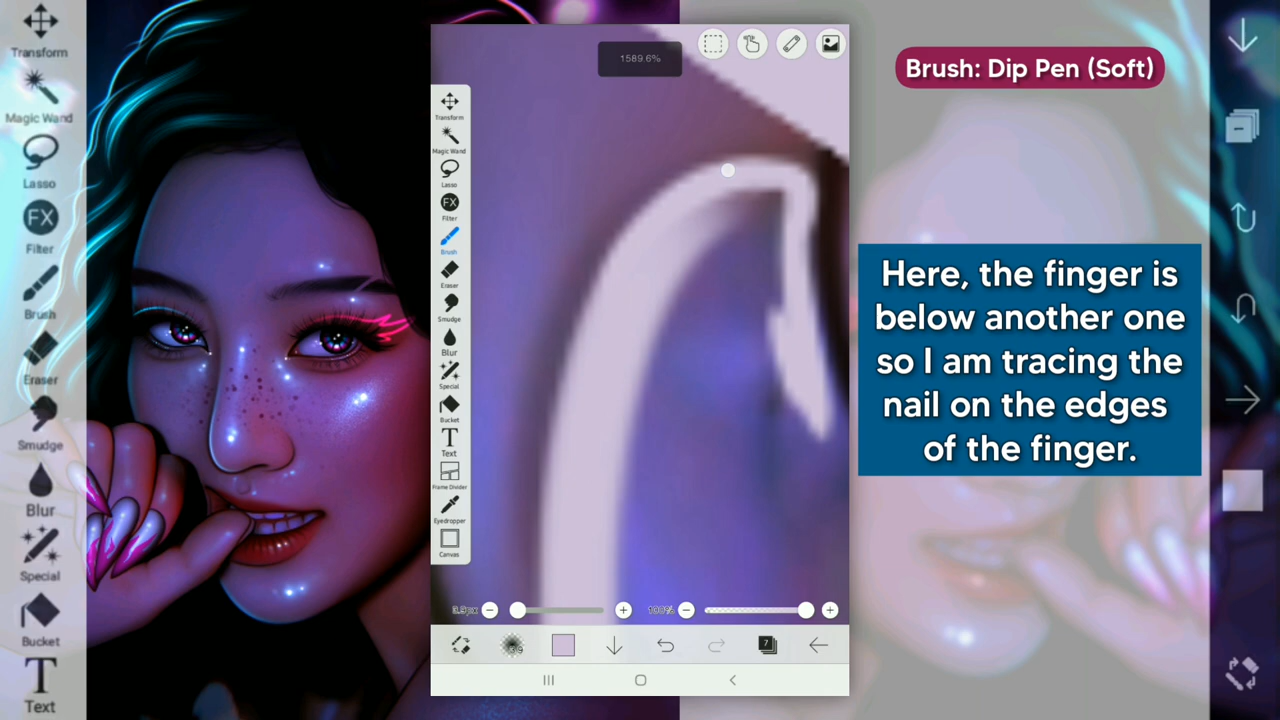 Transform
Magic Wand
Lasso
FX
Filter
Brush
Eraser
Smudge
Blur
Special
Bucket
T
Text
1589.6%
Transform
Magic Wand
Lasso
FX
Filter
Brush
Eraser
Smudge
Blur
Special
Bucket
T
Text
Frame Divider
Eyedropper
Canvas
100%
7
Brush: Dip Pen (Soft)
Here, the finger is
below another one
so I am tracing the
nail on the edges
of the finger.